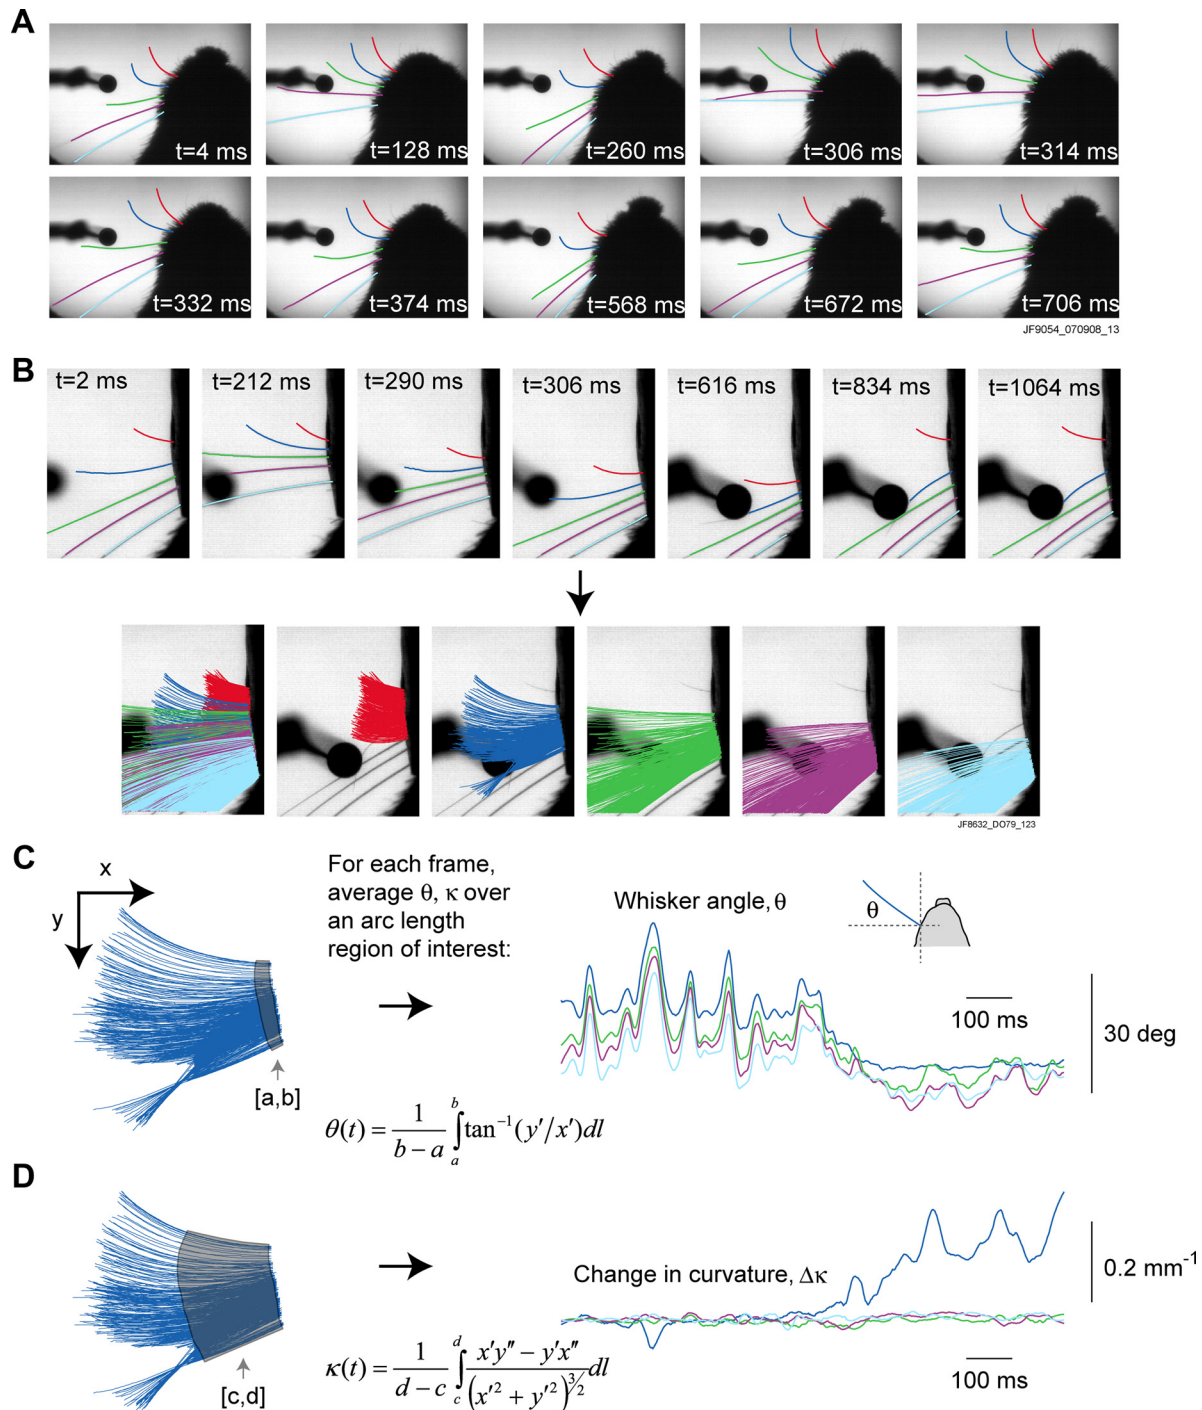 A
t=4 ms
t=128 ms
t=260 ms
t=306 ms
t=314 ms
t=332 ms
t=374 ms
t=568 ms
t=672 ms
t=706 ms
JF9054_070908_13
B
t=2 ms
t=212 ms
t=290 ms
t=306 ms
t=616 ms
t=834 ms
t=1064 ms
JF8632_DO79_123
C
x
y
[a,b]
For each frame,
average θ, κ over
an arc length
region of interest:
Whisker angle, θ
θ
100 ms
30 deg
θ(t) = 1/(b − a) ∫_a^b tan⁻¹(y′/x′)dl
D
[c,d]
Change in curvature, Δκ
0.2 mm⁻¹
100 ms
κ(t) = 1/(d − c) ∫_c^d (x′y″ − y′x″)/(x′² + y′²)^(3/2) dl